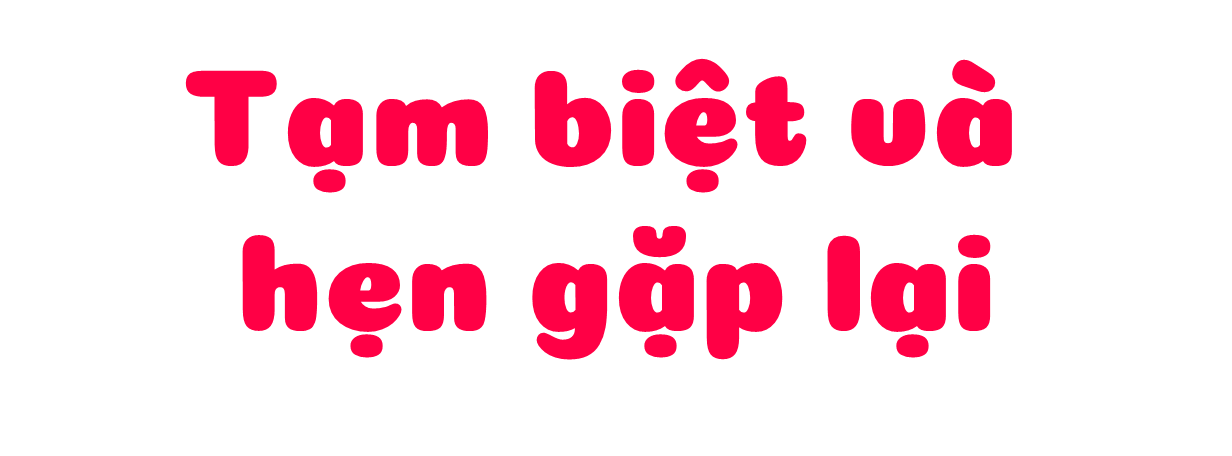 Tạm biệt và
hẹn gặp lại